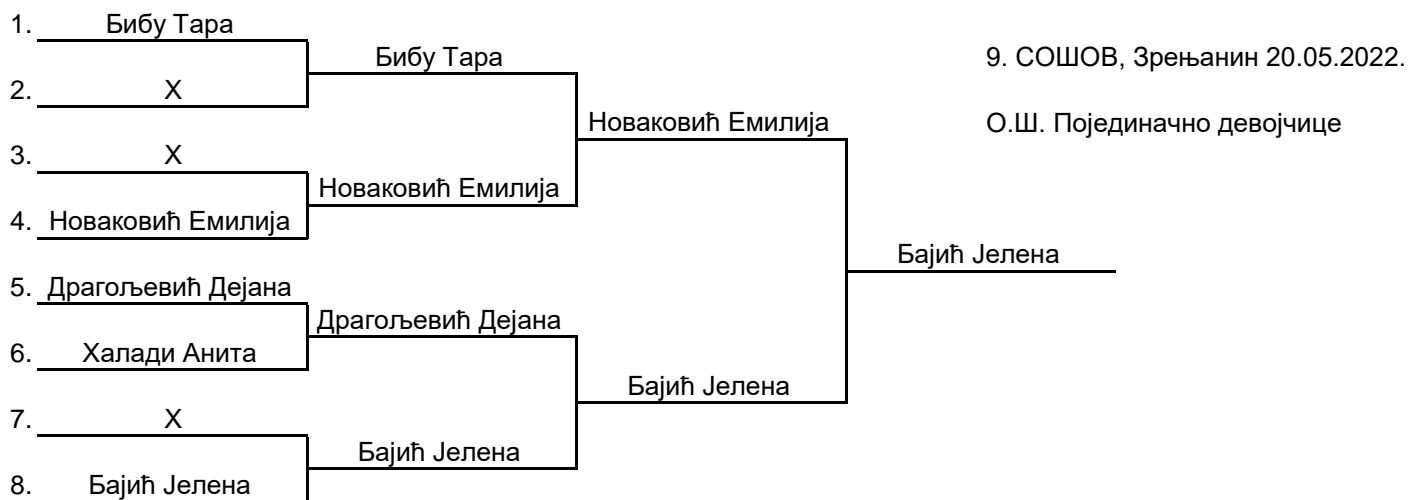 1. Бибу Тара
Бибу Тара
9. СОШОВ, Зрењанин 20.05.2022.
2. X
Новаковић Емилија
О.Ш. Појединачно девојчице
3. X
Новаковић Емилија
4. Новаковић Емилија
Бајић Јелена
5. Драгољевић Дејана
Драгољевић Дејана
6. Халади Анита
Бајић Јелена
7. X
Бајић Јелена
8. Бајић Јелена